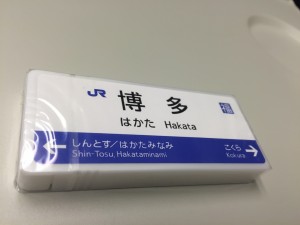 JR 博多 福
はかた Hakata
しんとす/はかたみなみ こくら
Shin-Tosu, Hakataminami Kokura